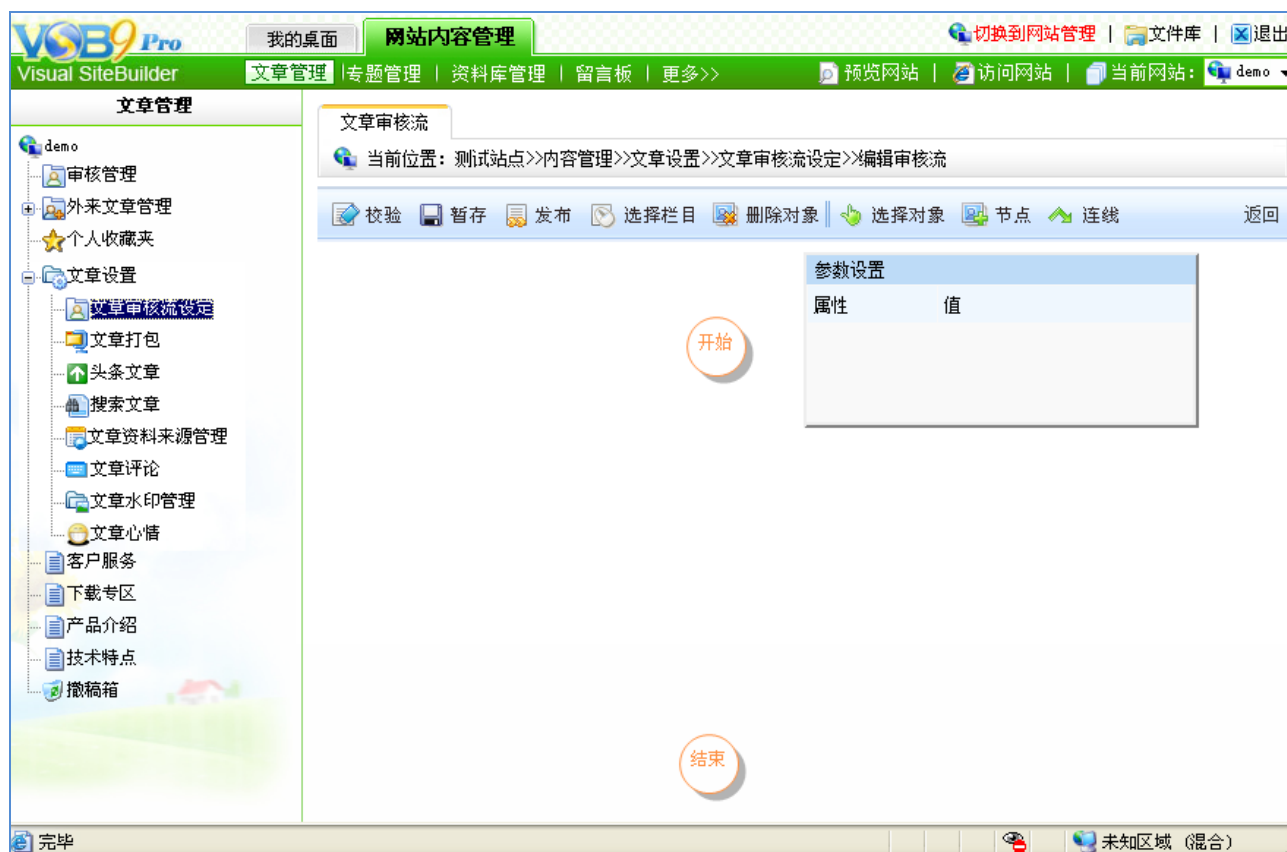 VSB9 Pro
Visual SiteBuilder
我的桌面 网站内容管理 切换到网站管理 | 文件库 | 退出
文章管理 | 专题管理 | 资料库管理 | 留言板 | 更多>> 预览网站 | 访问网站 | 当前网站: demo
文章管理
demo
审核管理
外来文章管理
个人收藏夹
文章设置
文章审核流设定
文章打包
头条文章
搜索文章
文章资料来源管理
文章评论
文章水印管理
文章心情
客户服务
下载专区
产品介绍
技术特点
撤稿箱
文章审核流
当前位置: 测试站点>>内容管理>>文章设置>>文章审核流设定>>编辑审核流
校验 暂存 发布 选择栏目 删除对象 选择对象 节点 连线 返回
参数设置
属性 值
开始
结束
完毕 未知区域 (混合)